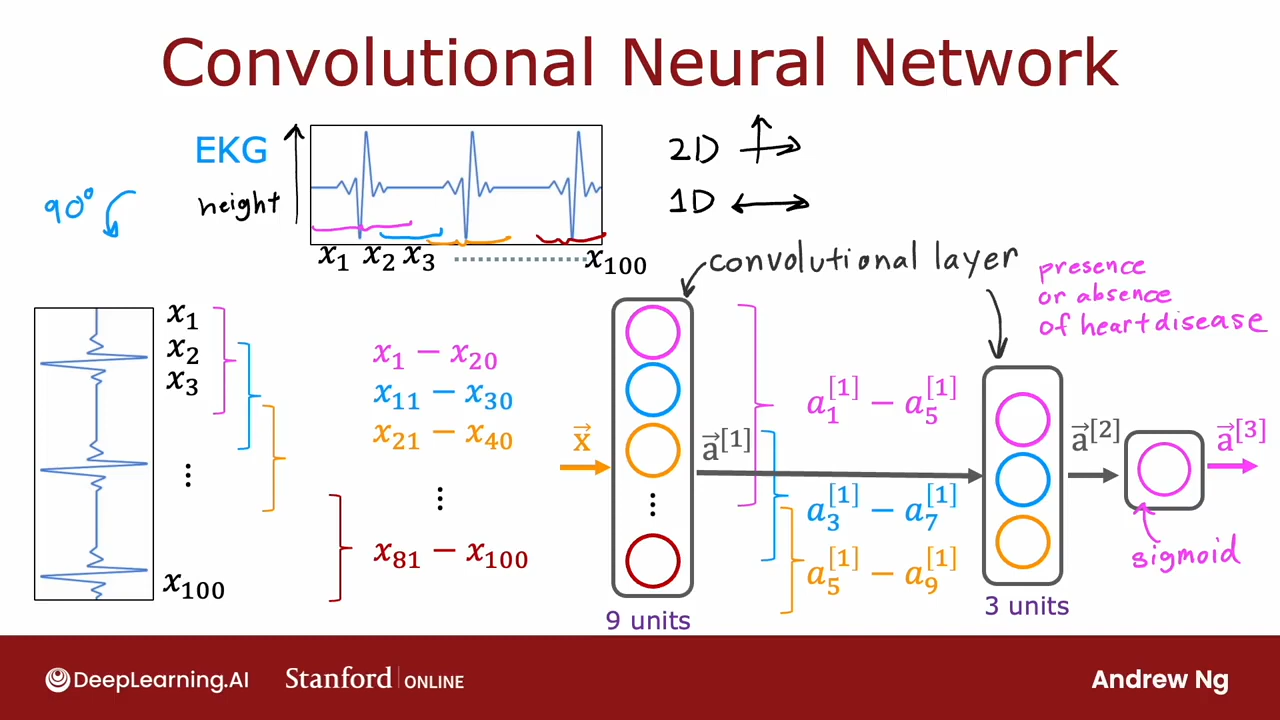 Convolutional Neural Network
EKG
height
90°
2D
1D
x₁ x₂ x₃ x₁₀₀
convolutional layer
presence
or absence
of heart disease
x₁
x₂
x₃
⋮
x₁₀₀
x₁ − x₂₀
x₁₁ − x₃₀
x₂₁ − x₄₀
⋮
x₈₁ − x₁₀₀
x⃗
⋮
9 units
a⃗^[1]
a₁^[1] − a₅^[1]
a₃^[1] − a₇^[1]
a₅^[1] − a₉^[1]
3 units
a⃗^[2]
a⃗^[3]
sigmoid
DeepLearning.AI Stanford | ONLINE Andrew Ng